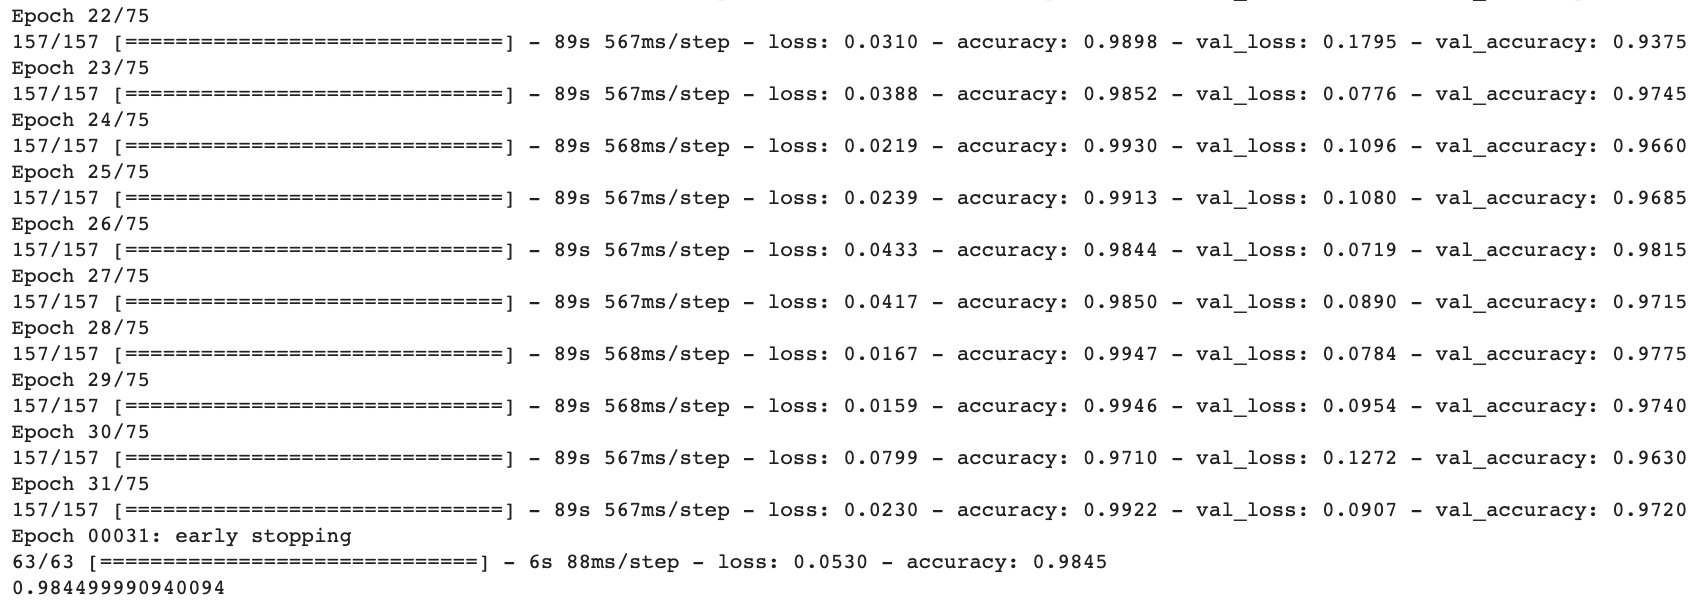 Epoch 22/75
157/157 [==============================] - 89s 567ms/step - loss: 0.0310 - accuracy: 0.9898 - val_loss: 0.1795 - val_accuracy: 0.9375
Epoch 23/75
157/157 [==============================] - 89s 567ms/step - loss: 0.0388 - accuracy: 0.9852 - val_loss: 0.0776 - val_accuracy: 0.9745
Epoch 24/75
157/157 [==============================] - 89s 568ms/step - loss: 0.0219 - accuracy: 0.9930 - val_loss: 0.1096 - val_accuracy: 0.9660
Epoch 25/75
157/157 [==============================] - 89s 567ms/step - loss: 0.0239 - accuracy: 0.9913 - val_loss: 0.1080 - val_accuracy: 0.9685
Epoch 26/75
157/157 [==============================] - 89s 567ms/step - loss: 0.0433 - accuracy: 0.9844 - val_loss: 0.0719 - val_accuracy: 0.9815
Epoch 27/75
157/157 [==============================] - 89s 567ms/step - loss: 0.0417 - accuracy: 0.9850 - val_loss: 0.0890 - val_accuracy: 0.9715
Epoch 28/75
157/157 [==============================] - 89s 568ms/step - loss: 0.0167 - accuracy: 0.9947 - val_loss: 0.0784 - val_accuracy: 0.9775
Epoch 29/75
157/157 [==============================] - 89s 568ms/step - loss: 0.0159 - accuracy: 0.9946 - val_loss: 0.0954 - val_accuracy: 0.9740
Epoch 30/75
157/157 [==============================] - 89s 567ms/step - loss: 0.0799 - accuracy: 0.9710 - val_loss: 0.1272 - val_accuracy: 0.9630
Epoch 31/75
157/157 [==============================] - 89s 567ms/step - loss: 0.0230 - accuracy: 0.9922 - val_loss: 0.0907 - val_accuracy: 0.9720
Epoch 00031: early stopping
63/63 [==============================] - 6s 88ms/step - loss: 0.0530 - accuracy: 0.9845
0.984499990940094